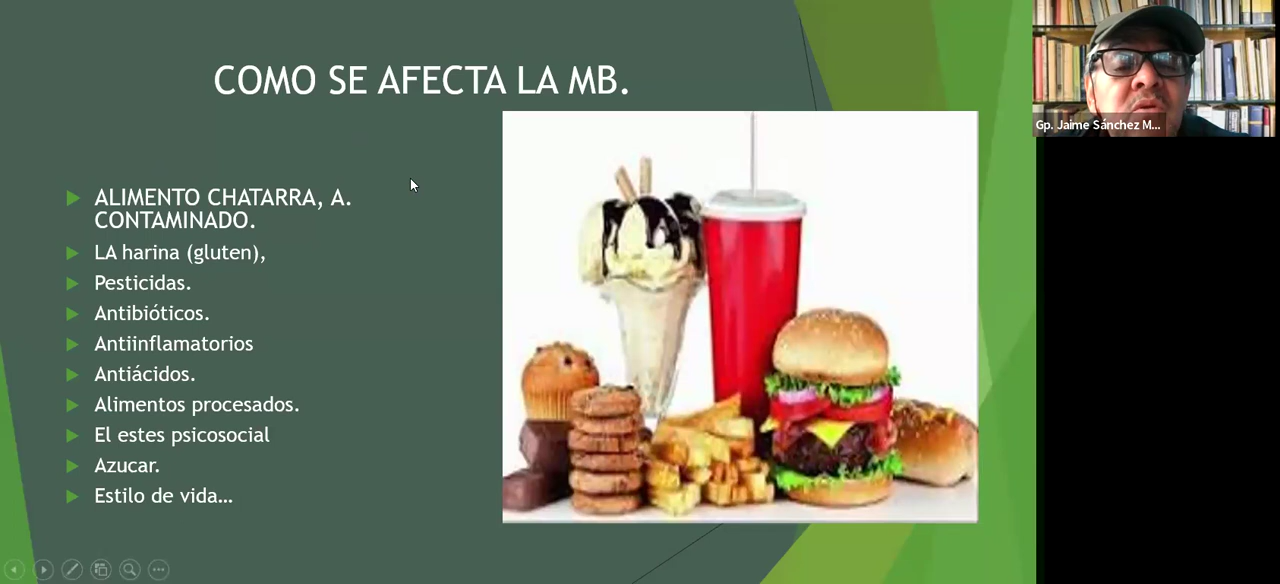 COMO SE AFECTA LA MB.
ALIMENTO CHATARRA, A.
CONTAMINADO.
LA harina (gluten),
Pesticidas.
Antibióticos.
Antiinflamatorios
Antiácidos.
Alimentos procesados.
El estes psicosocial
Azucar.
Estilo de vida…
Gp. Jaime Sánchez M...